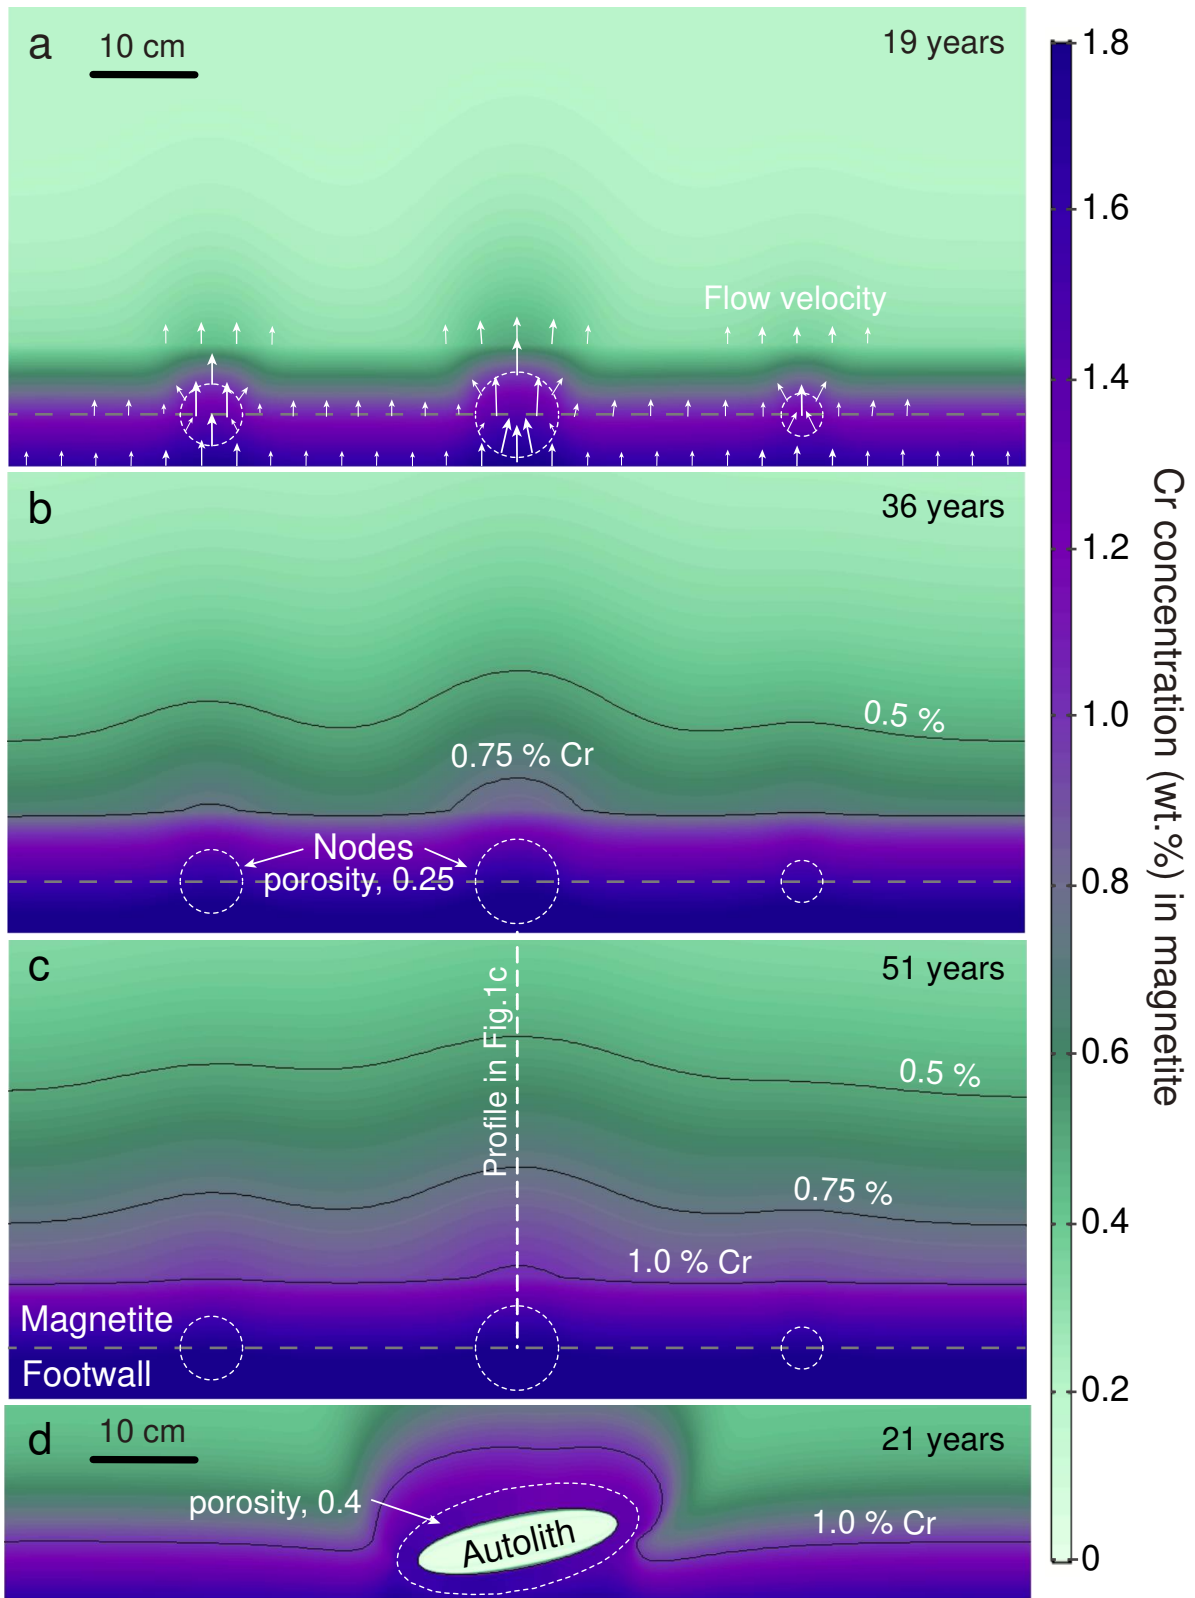 a
10 cm
19 years
Flow velocity
b
36 years
0.5 %
0.75 % Cr
Nodes
porosity, 0.25
c
51 years
Profile in Fig.1c
0.5 %
0.75 %
1.0 % Cr
Magnetite
Footwall
d
10 cm
21 years
porosity, 0.4
1.0 % Cr
Autolith
1.8
1.6
1.4
1.2
1.0
0.8
0.6
0.4
0.2
0
Cr concentration (wt.%) in magnetite